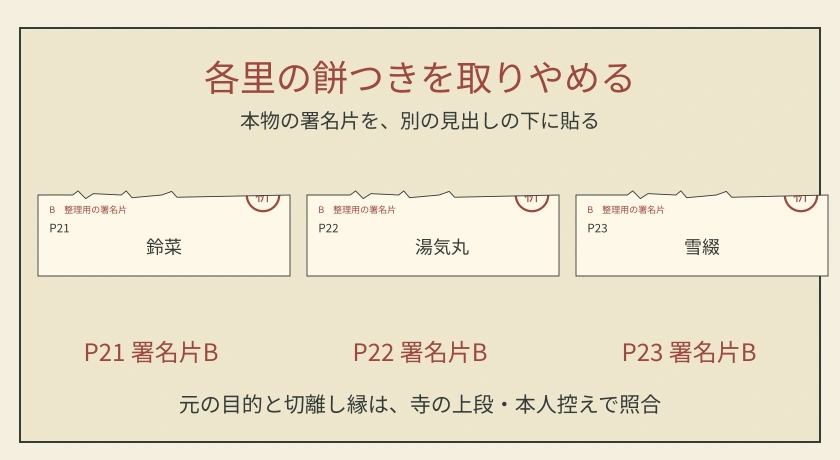 各里の餅つきを取りやめる
本物の署名片を、別の見出しの下に貼る
B 整理用の署名片
P21
鈴菜
B 整理用の署名片
P22
湯気丸
B 整理用の署名片
P23
雪綴
P21 署名片B
P22 署名片B
P23 署名片B
元の目的と切離し縁は、寺の上段・本人控えで照合